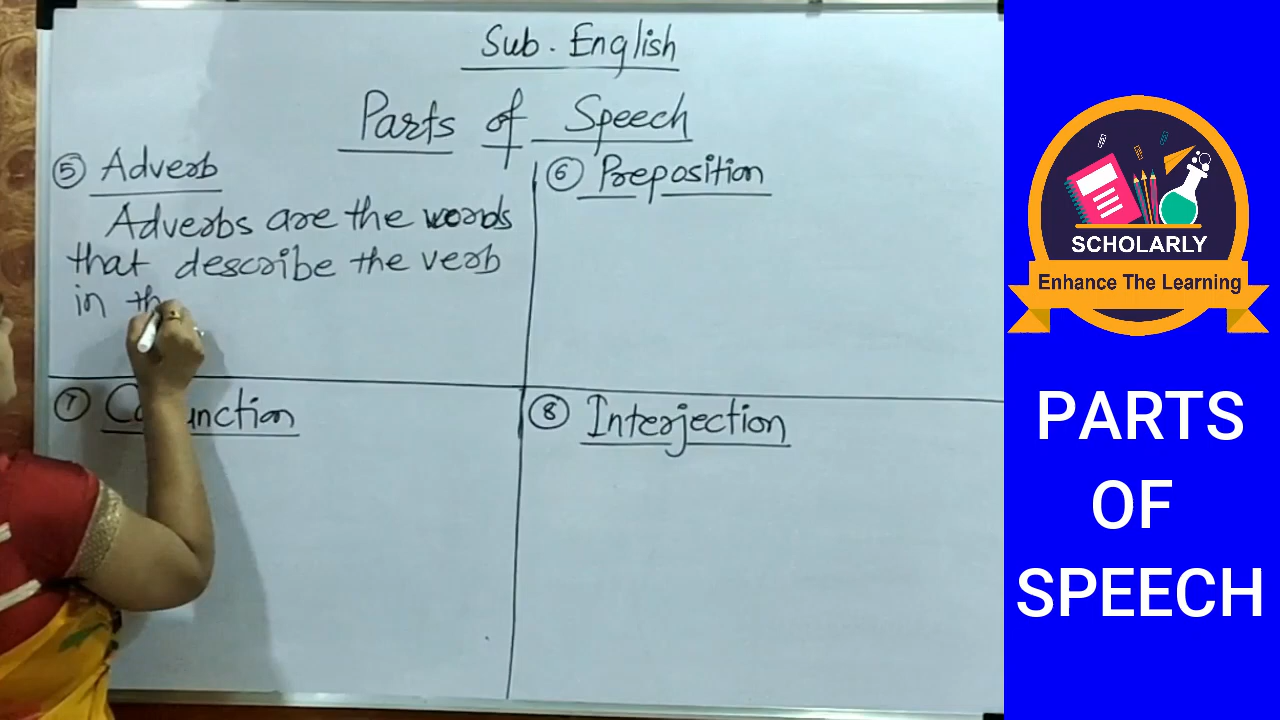 Sub. English
Parts of Speech
5 Adverb
Adverbs are the words
that describe the verb
in th
6 Preposition
7
8 Interjection
SCHOLARLY
Enhance The Learning
PARTS
OF
SPEECH